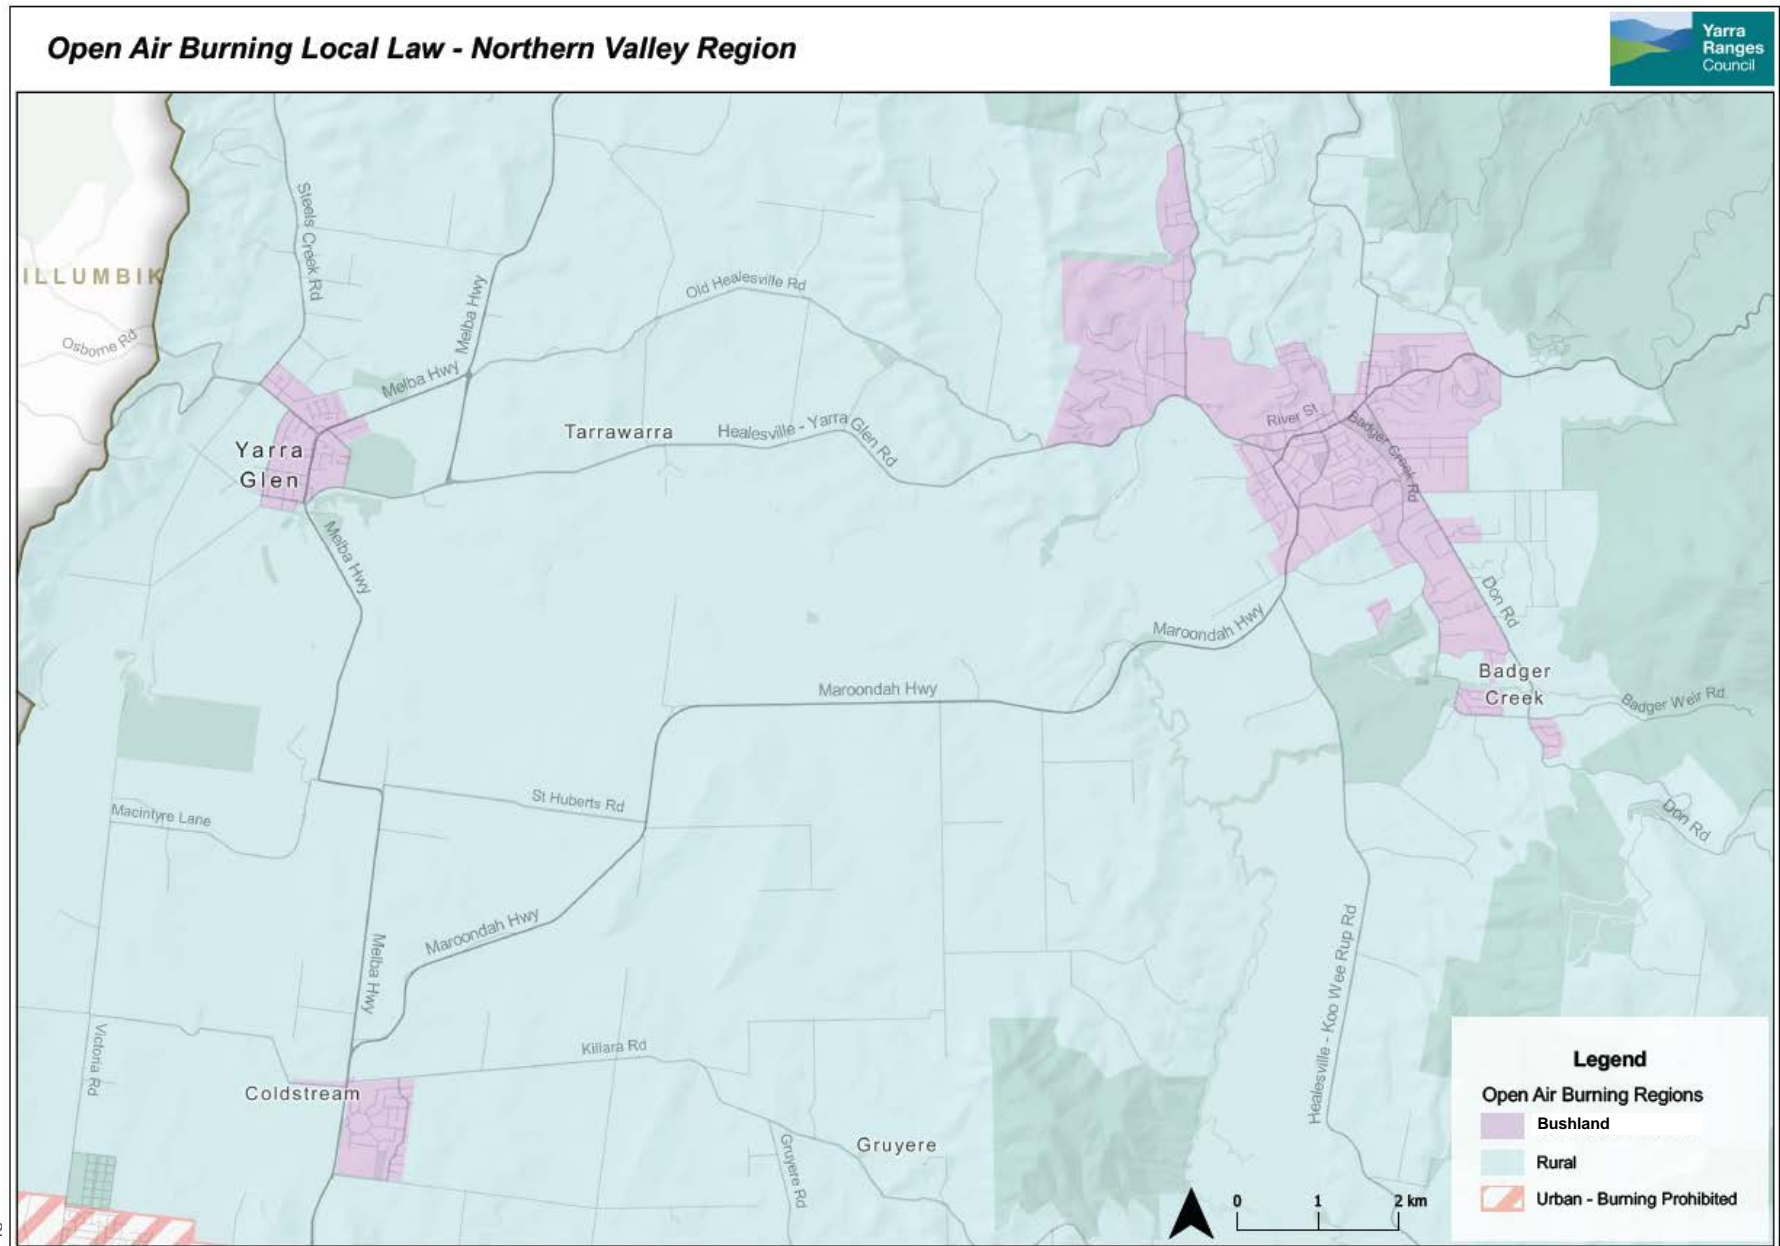 Open Air Burning Local Law - Northern Valley Region
Yarra
Ranges
Council
Steels Creek Rd
ILLUMBIK
Melba Hwy
Old Healesville Rd
Osborne Rd
Melba Hwy
River St
Badger Creek Rd
Tarrawarra
Healesville - Yarra Glen Rd
Yarra
Glen
Melba Hwy
Don Rd
Maroondah Hwy
Badger
Creek
Maroondah Hwy
Badger Weir Rd
St Huberts Rd
Macintyre Lane
Don Rd
Maroondah Hwy
Melba Hwy
Healesville - Koo Wee Rup Rd
Victoria Rd
Killara Rd
Coldstream
Gruyere
Gruyere Rd
Legend
Open Air Burning Regions
Bushland
Rural
Urban - Burning Prohibited
0 1 2 km